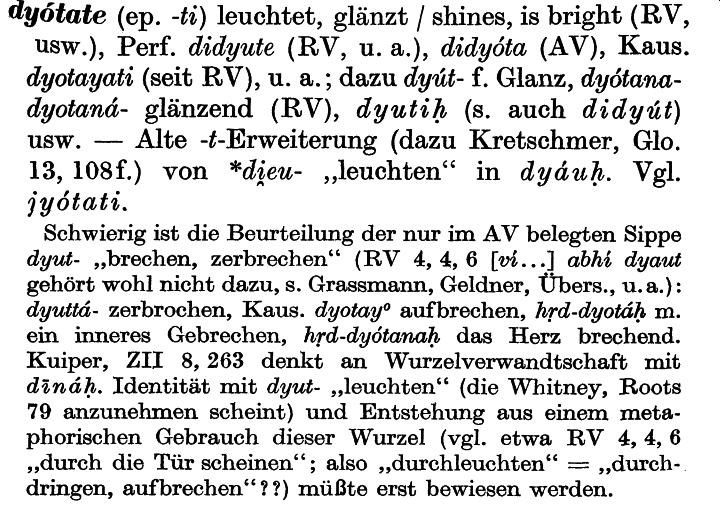 dyótate (ep. -ti) leuchtet, glänzt / shines, is bright (RV,
usw.), Perf. didyute (RV, u. a.), didyóta (AV), Kaus.
dyotayati (seit RV), u. a.; dazu dyút- f. Glanz, dyótana-
dyotaná- glänzend (RV), dyutiḥ (s. auch didyút)
usw. — Alte -t-Erweiterung (dazu Kretschmer, Glo.
13, 108f.) von *di̯eu- „leuchten“ in dyáuḥ. Vgl.
jyótati.
Schwierig ist die Beurteilung der nur im AV belegten Sippe
dyut- „brechen, zerbrechen“ (RV 4, 4, 6 [ví...] abhí dyaut
gehört wohl nicht dazu, s. Grassmann, Geldner, Übers., u. a.):
dyuttá- zerbrochen, Kaus. dyotayº aufbrechen, hṛd-dyotáḥ m.
ein inneres Gebrechen, hṛd-dyótanaḥ das Herz brechend.
Kuiper, ZII 8, 263 denkt an Wurzelverwandtschaft mit
dīnáḥ. Identität mit dyut- „leuchten“ (die Whitney, Roots
79 anzunehmen scheint) und Entstehung aus einem meta-
phorischen Gebrauch dieser Wurzel (vgl. etwa RV 4, 4, 6
„durch die Tür scheinen“; also „durchleuchten“ = „durch-
dringen, aufbrechen“??) müßte erst bewiesen werden.